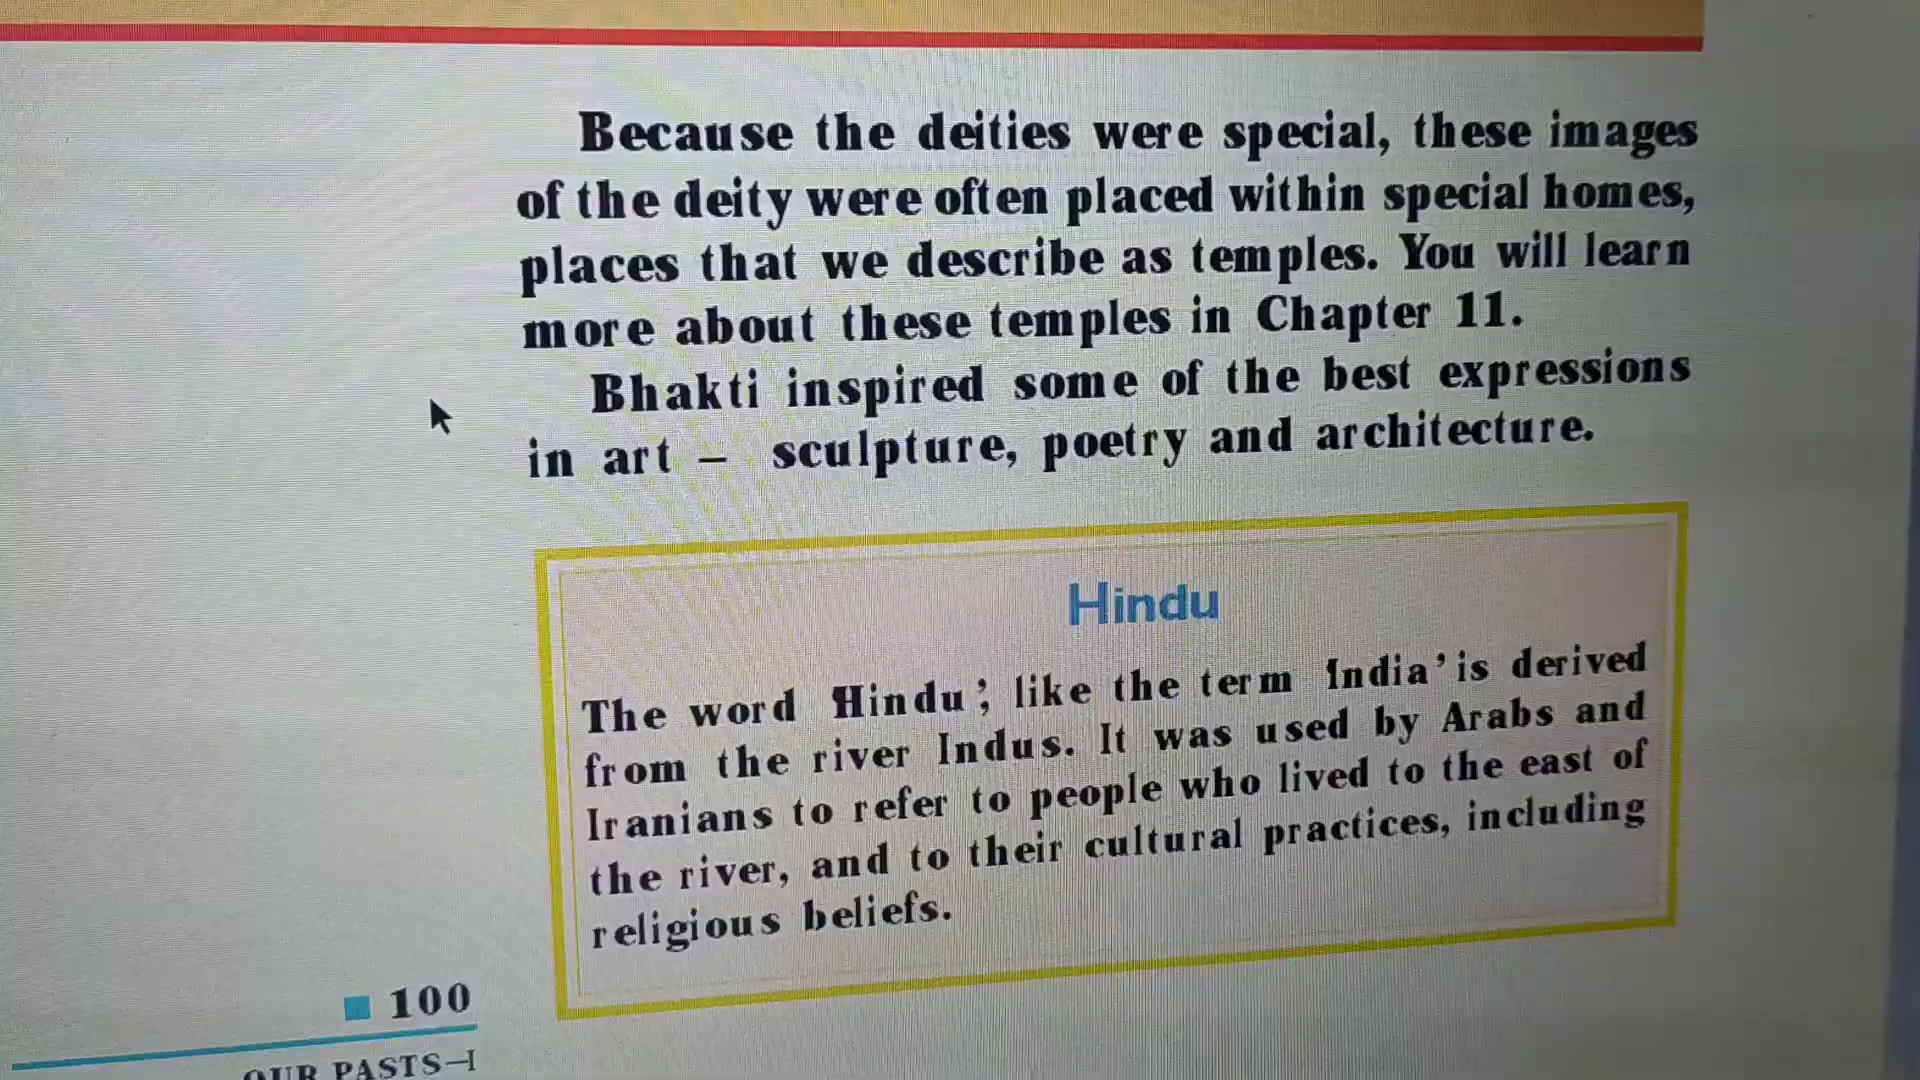 Because the deities were special, these images
of the deity were often placed within special homes,
places that we describe as temples. You will learn
more about these temples in Chapter 11.
Bhakti inspired some of the best expressions
in art – sculpture, poetry and architecture.
Hindu
The word Hindu’, like the term India’ is derived
from the river Indus. It was used by Arabs and
Iranians to refer to people who lived to the east of
the river, and to their cultural practices, including
religious beliefs.
100
OUR PASTS–I